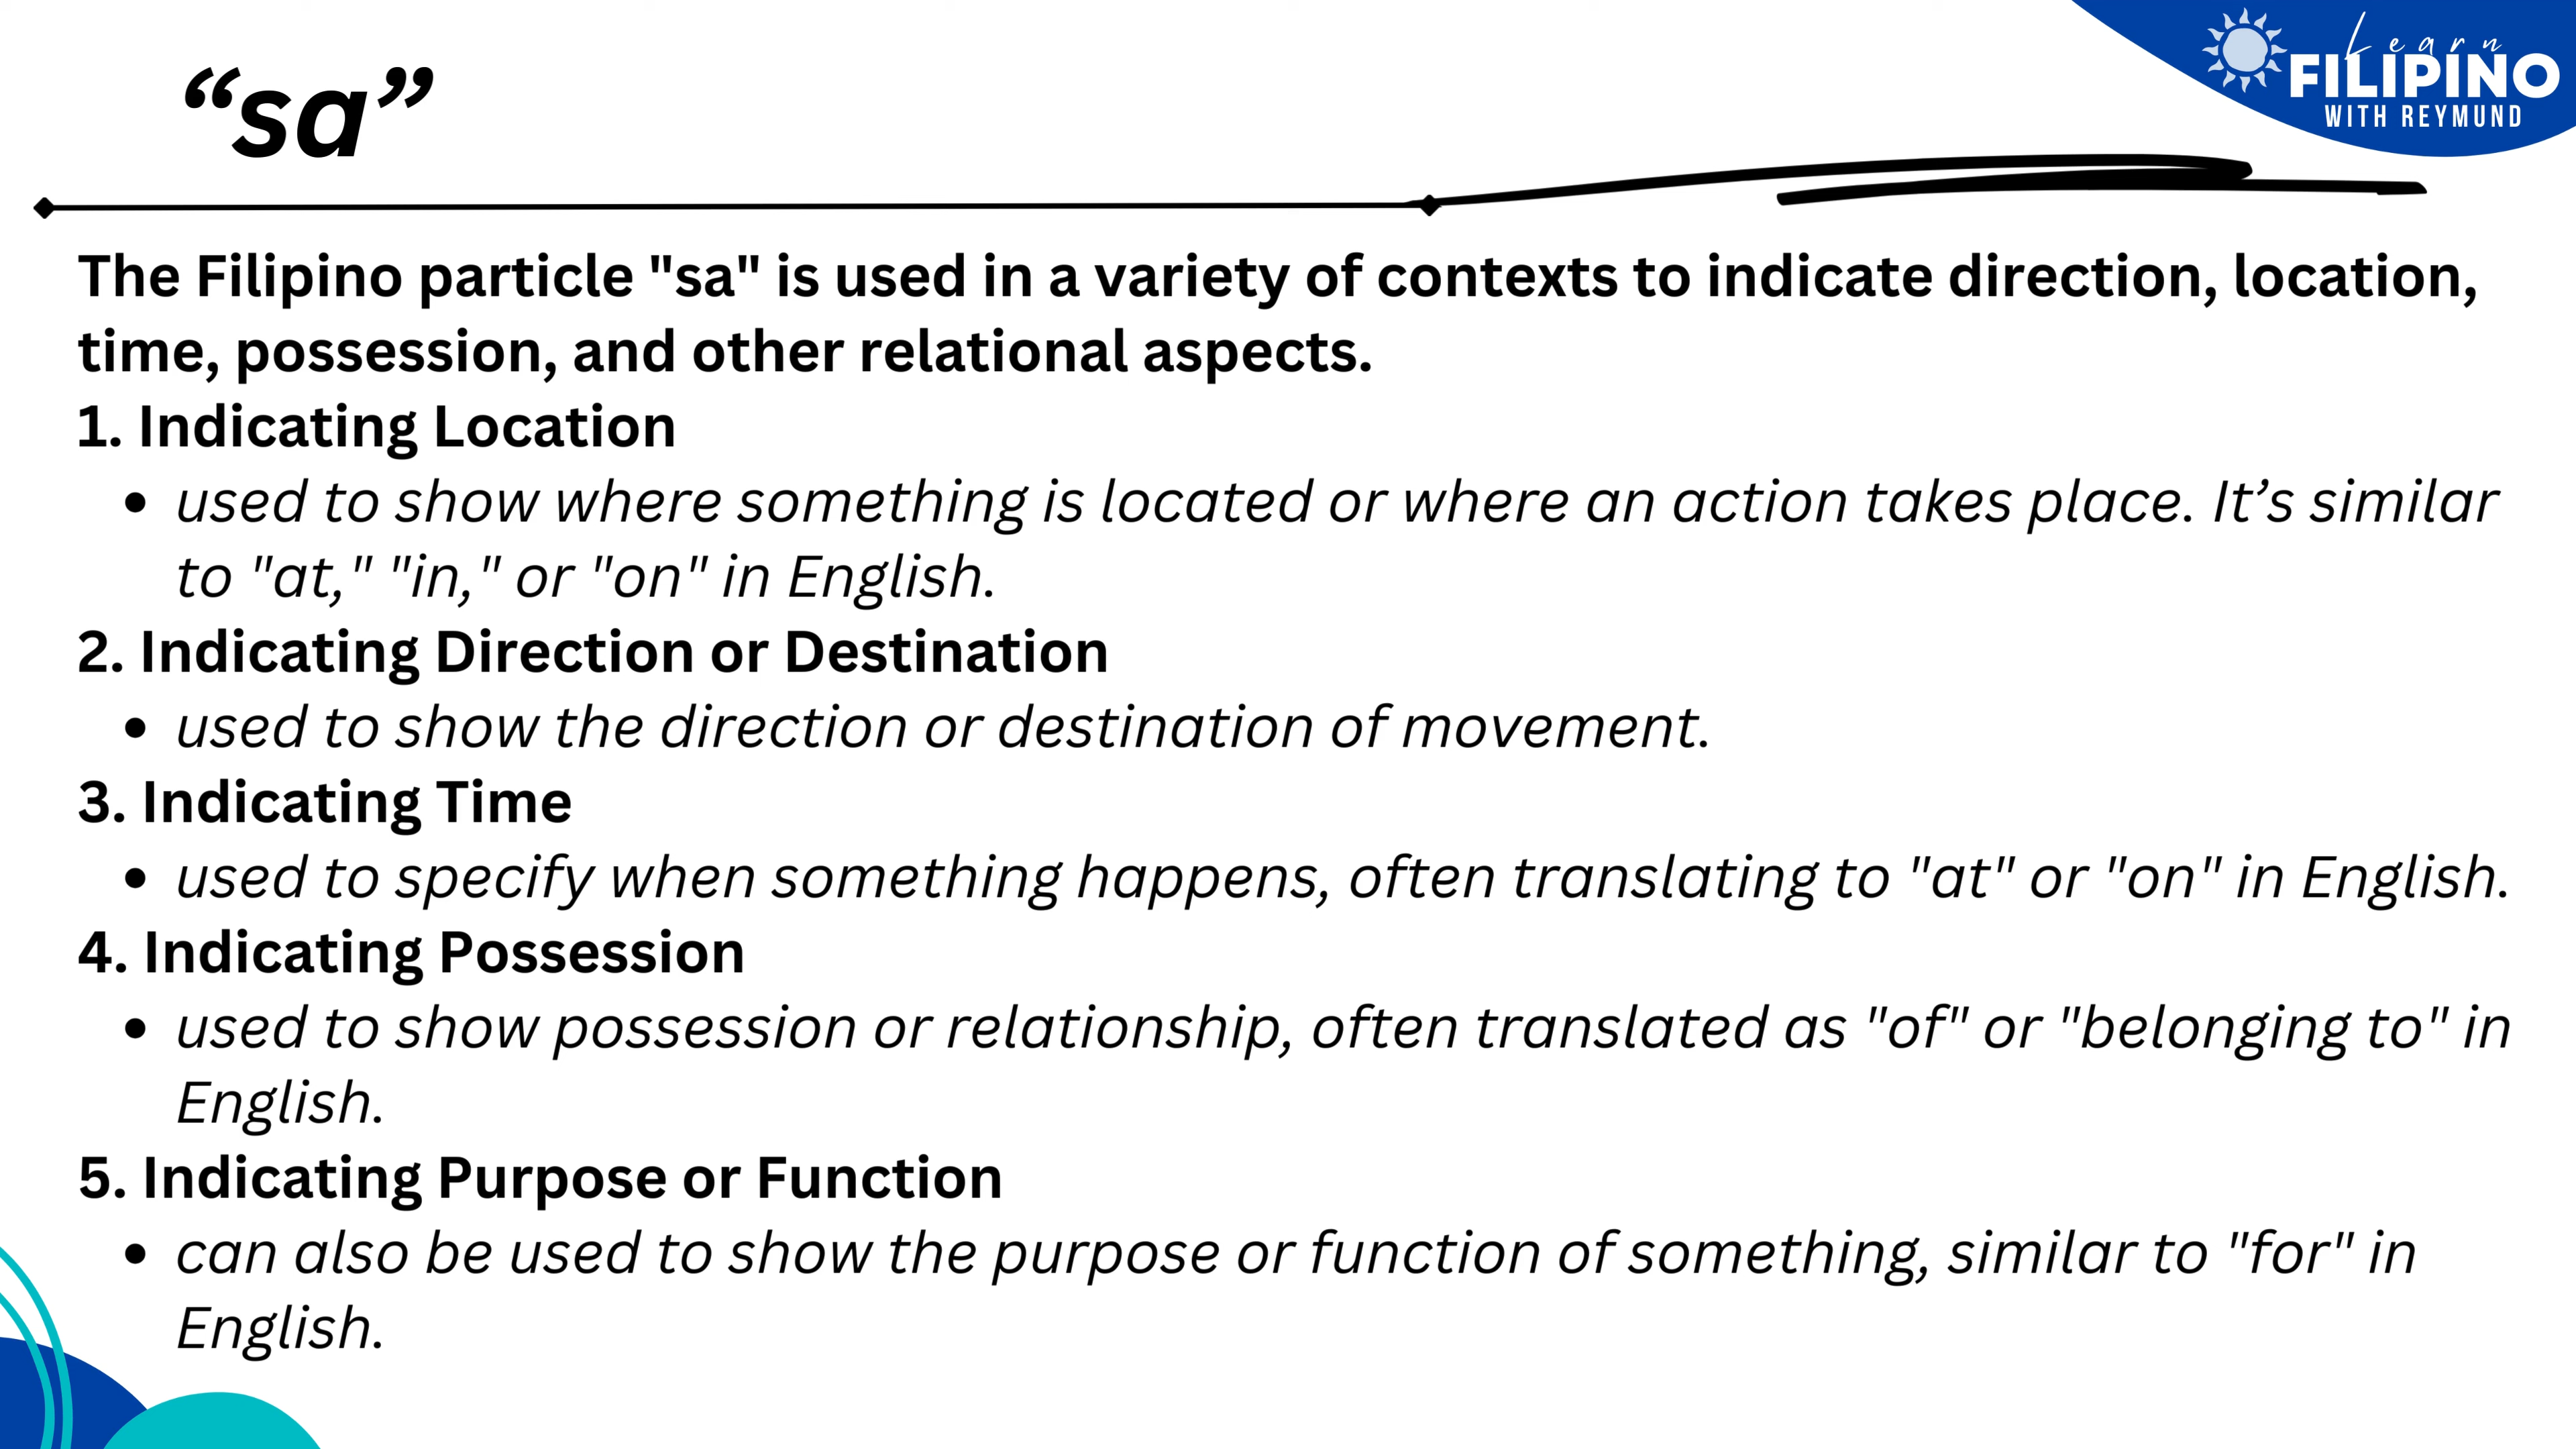 “sa”
Learn
FILIPINO
WITH REYMUND
The Filipino particle "sa" is used in a variety of contexts to indicate direction, location,
time, possession, and other relational aspects.
1. Indicating Location
• used to show where something is located or where an action takes place. It’s similar
to "at," "in," or "on" in English.
2. Indicating Direction or Destination
• used to show the direction or destination of movement.
3. Indicating Time
• used to specify when something happens, often translating to "at" or "on" in English.
4. Indicating Possession
• used to show possession or relationship, often translated as "of" or "belonging to" in
English.
5. Indicating Purpose or Function
• can also be used to show the purpose or function of something, similar to "for" in
English.